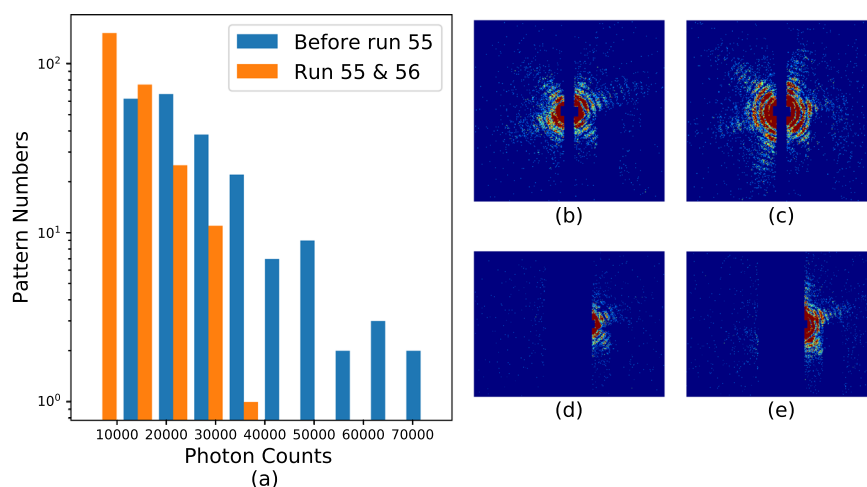 Before run 55
Run 55 & 56
Pattern Numbers
10²
10¹
10⁰
10000 20000 30000 40000 50000 60000 70000
Photon Counts
(a)
(b)
(c)
(d)
(e)